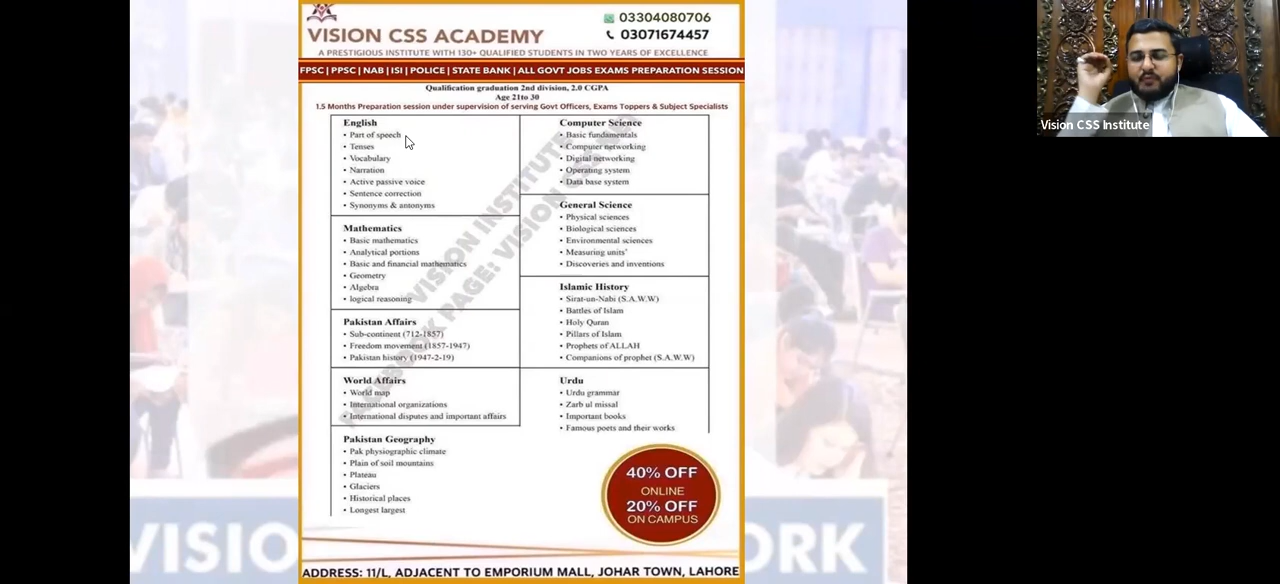 VISION CSS ACADEMY
03304080706
03071674457
A PRESTIGIOUS INSTITUTE WITH 130+ QUALIFIED STUDENTS IN TWO YEARS OF EXCELLENCE
FPSC | PPSC | NAB | ISI | POLICE | STATE BANK | ALL GOVT JOBS EXAMS PREPARATION SESSION
Qualification graduation 2nd division, 2.0 CGPA
Age 21to 30
1.5 Months Preparation session under supervision of serving Govt Officers, Exams Toppers & Subject Specialists
English
• Part of speech
• Tenses
• Vocabulary
• Narration
• Active passive voice
• Sentence correction
• Synonyms & antonyms
Mathematics
• Basic mathematics
• Analytical portions
• Basic and financial mathematics
• Geometry
• Algebra
• logical reasoning
Pakistan Affairs
• Sub-continent (712-1857)
• Freedom movement (1857-1947)
• Pakistan history (1947-2-19)
World Affairs
• World map
• International organizations
• International disputes and important affairs
Pakistan Geography
• Pak physiographic climate
• Plain of soil mountains
• Plateau
• Glaciers
• Historical places
• Longest largest
Computer Science
• Basic fundamentals
• Computer networking
• Digital networking
• Operating system
• Data base system
General Science
• Physical sciences
• Biological sciences
• Environmental sciences
• Measuring units'
• Discoveries and inventions
Islamic History
• Sirat-un-Nabi (S.A.W.W)
• Battles of Islam
• Holy Quran
• Pillars of Islam
• Prophets of ALLAH
• Companions of prophet (S.A.W.W)
Urdu
• Urdu grammar
• Zarb ul missal
• Important books
• Famous poets and their works
VISION INSTITUTE
FACEBOOK PAGE: VISION CSS
40% OFF
ONLINE
20% OFF
ON CAMPUS
ADDRESS: 11/L, ADJACENT TO EMPORIUM MALL, JOHAR TOWN, LAHORE
Vision CSS Institute